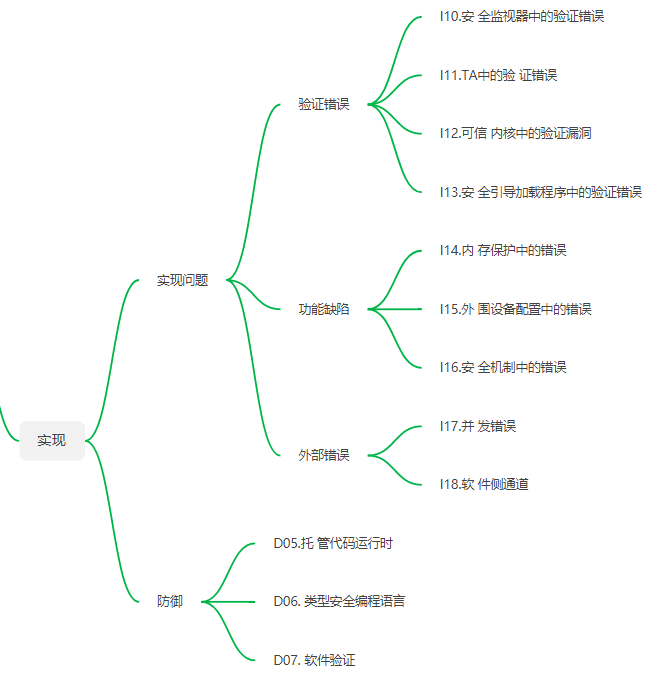 I10.安 全监视器中的验证错误
I11.TA中的验 证错误
验证错误
I12.可信 内核中的验证漏洞
I13.安 全引导加载程序中的验证错误
I14.内 存保护中的错误
实现问题
功能缺陷
I15.外 围设备配置中的错误
I16.安 全机制中的错误
I17.并 发错误
实现
外部错误
I18.软 件侧通道
D05.托 管代码运行时
防御
D06. 类型安全编程语言
D07. 软件验证